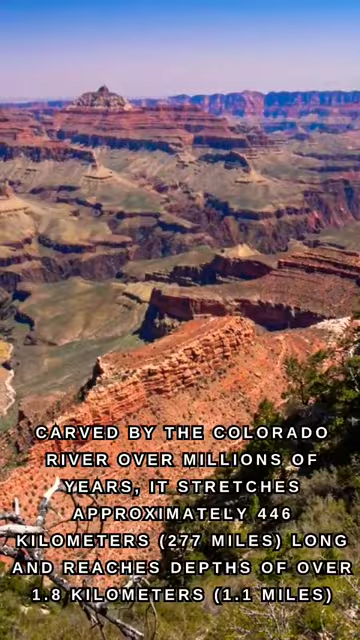 CARVED BY THE COLORADO
RIVER OVER MILLIONS OF
YEARS, IT STRETCHES
APPROXIMATELY 446
KILOMETERS (277 MILES) LONG
AND REACHES DEPTHS OF OVER
1.8 KILOMETERS (1.1 MILES)